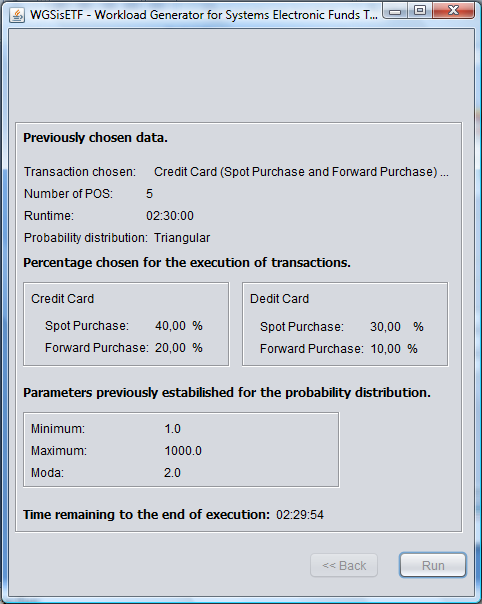 WGSisETF - Workload Generator for Systems Electronic Funds T...
Previously chosen data.
Transaction chosen: Credit Card (Spot Purchase and Forward Purchase) ...
Number of POS: 5
Runtime: 02:30:00
Probability distribution: Triangular
Percentage chosen for the execution of transactions.
Credit Card
Spot Purchase: 40,00 %
Forward Purchase: 20,00 %
Dedit Card
Spot Purchase: 30,00 %
Forward Purchase: 10,00 %
Parameters previously estabilished for the probability distribution.
Minimum: 1.0
Maximum: 1000.0
Moda: 2.0
Time remaining to the end of execution: 02:29:54
<< Back
Run